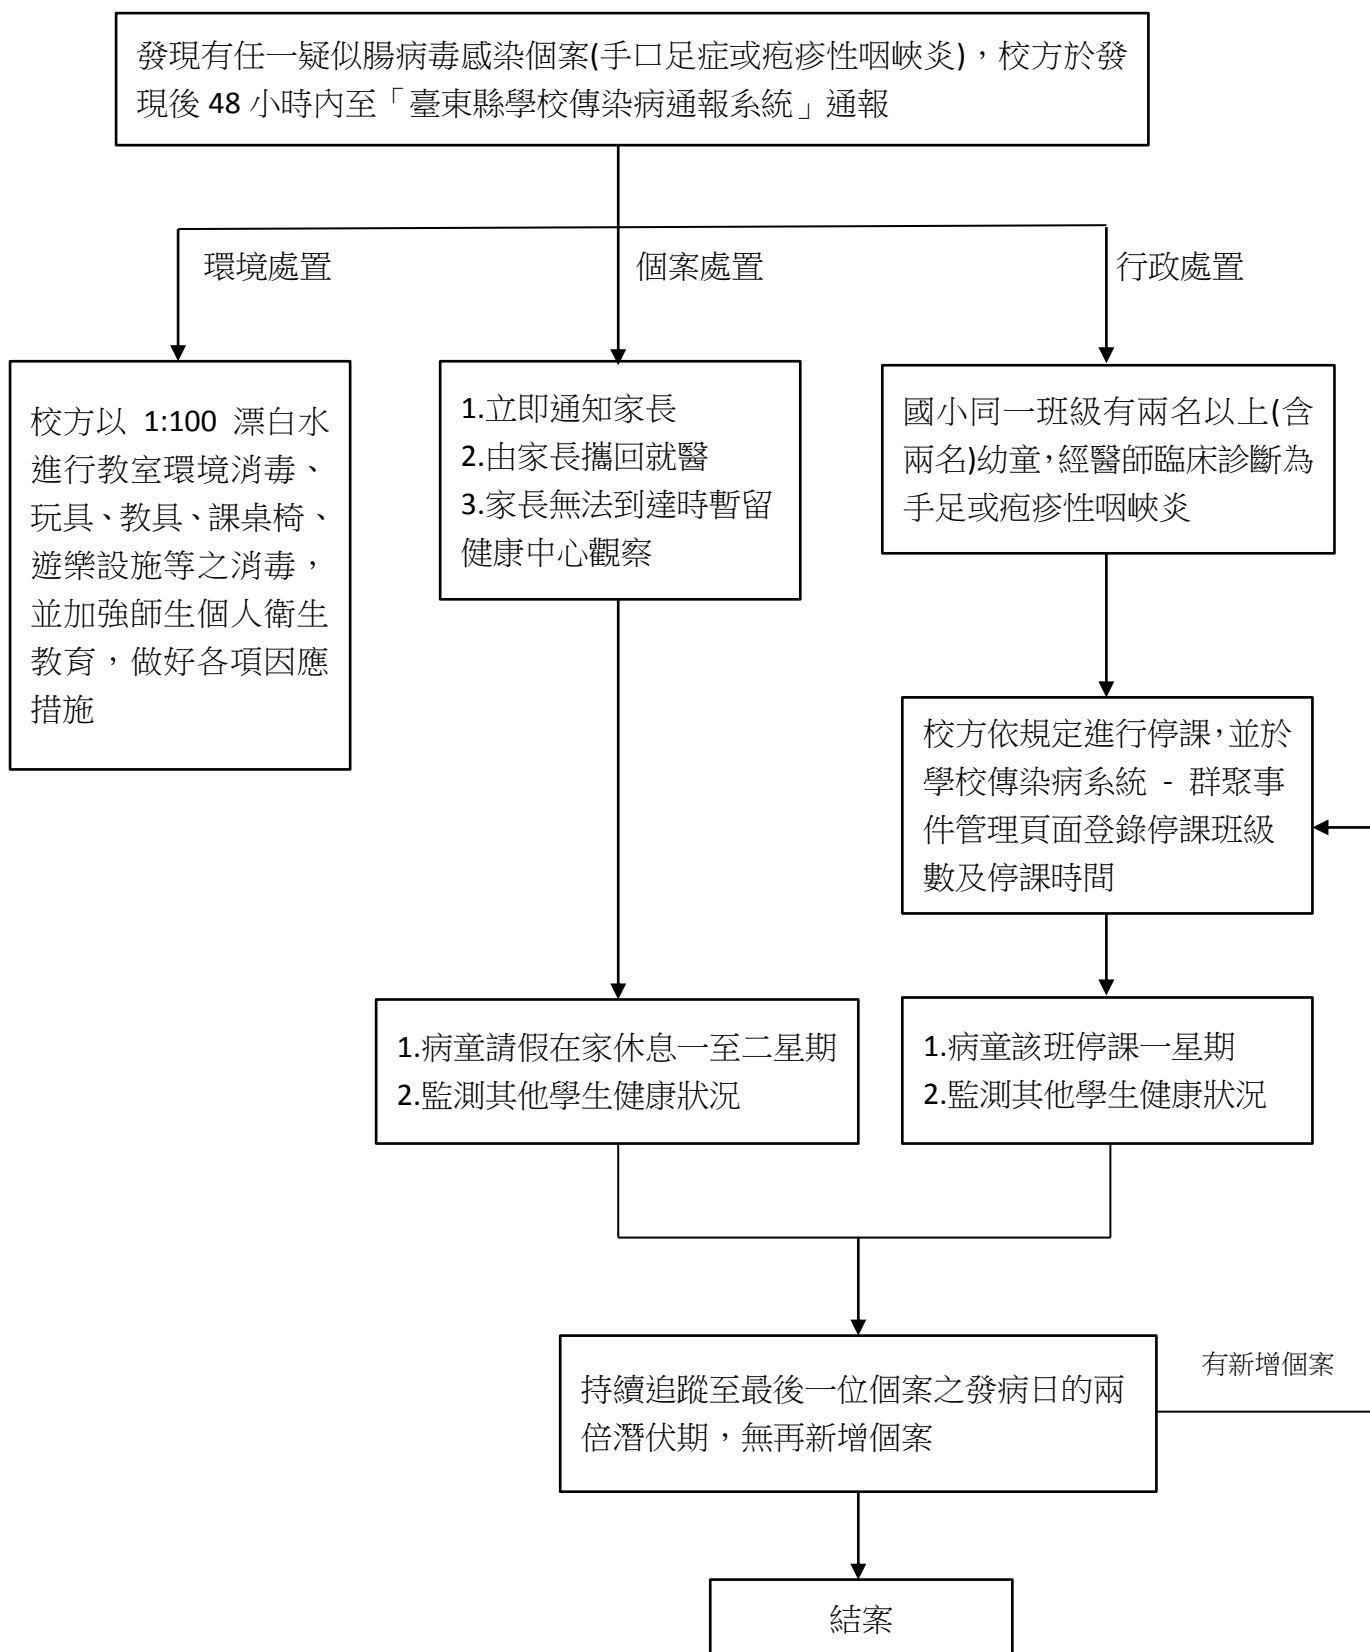 發現有任一疑似腸病毒感染個案(手口足症或疱疹性咽峽炎)，校方於發
現後 48 小時內至「臺東縣學校傳染病通報系統」通報
環境處置
個案處置
行政處置
校方以 1:100 漂白水
進行教室環境消毒、
玩具、教具、課桌椅、
遊樂設施等之消毒，
並加強師生個人衛生
教育，做好各項因應
措施
1.立即通知家長
2.由家長攜回就醫
3.家長無法到達時暫留
健康中心觀察
國小同一班級有兩名以上(含
兩名)幼童，經醫師臨床診斷為
手足或疱疹性咽峽炎
校方依規定進行停課，並於
學校傳染病系統 - 群聚事
件管理頁面登錄停課班級
數及停課時間
1.病童請假在家休息一至二星期
2.監測其他學生健康狀況
1.病童該班停課一星期
2.監測其他學生健康狀況
持續追蹤至最後一位個案之發病日的兩
倍潛伏期，無再新增個案
有新增個案
結案